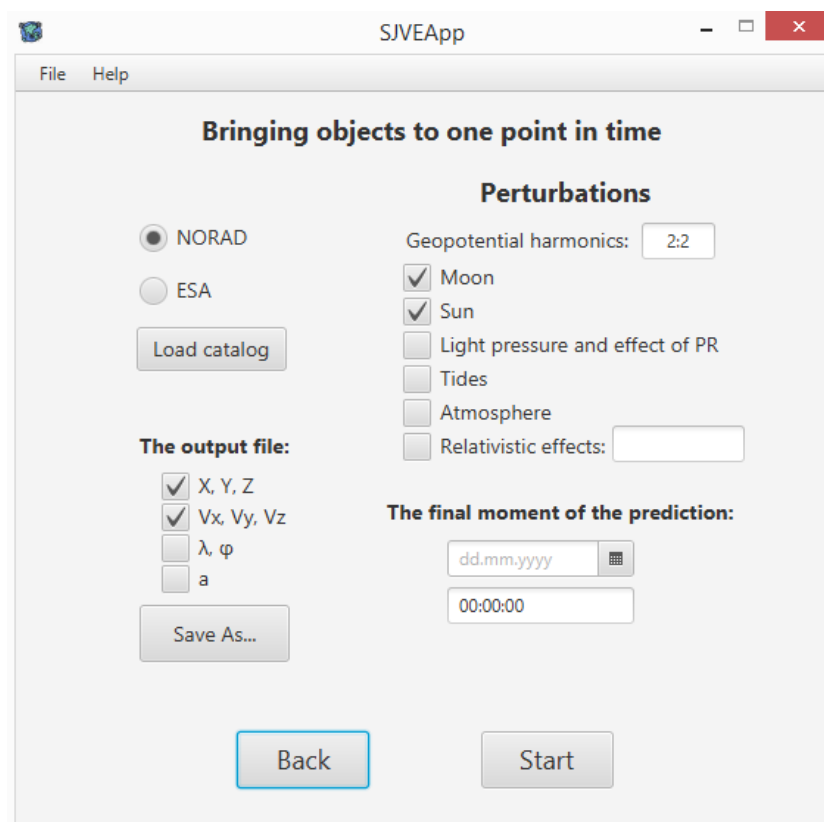 SJVEApp
File Help
Bringing objects to one point in time
Perturbations
NORAD
ESA
Load catalog
Geopotential harmonics: 2:2
Moon
Sun
Light pressure and effect of PR
Tides
Atmosphere
Relativistic effects:
The output file:
X, Y, Z
Vx, Vy, Vz
λ, φ
a
Save As...
The final moment of the prediction:
dd.mm.yyyy
00:00:00
Back
Start